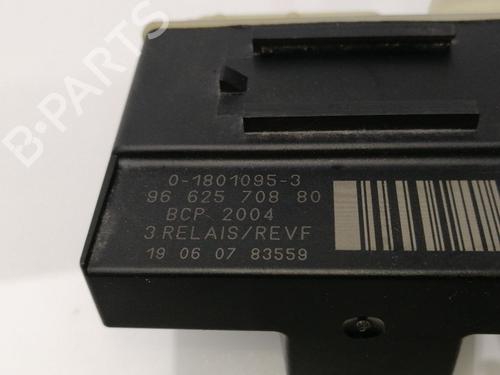 B-PARTS
0-1801095-3
96 625 708 80
BCP 2004
3 RELAIS/REVF
19 06 07 83559